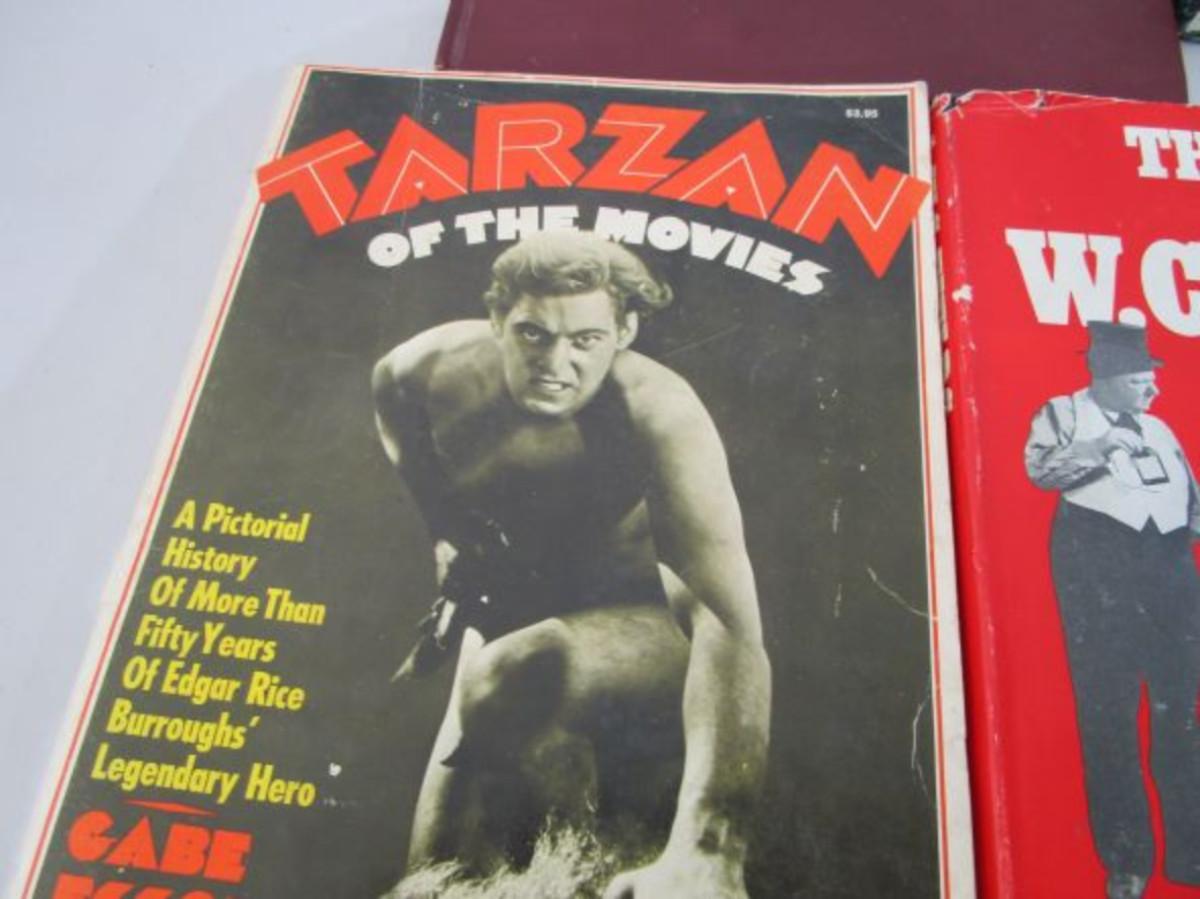 $3.95
TARZAN
OF THE MOVIES
A Pictorial
History
Of More Than
Fifty Years
Of Edgar Rice
Burroughs'
Legendary Hero
GABE
TH
W.C